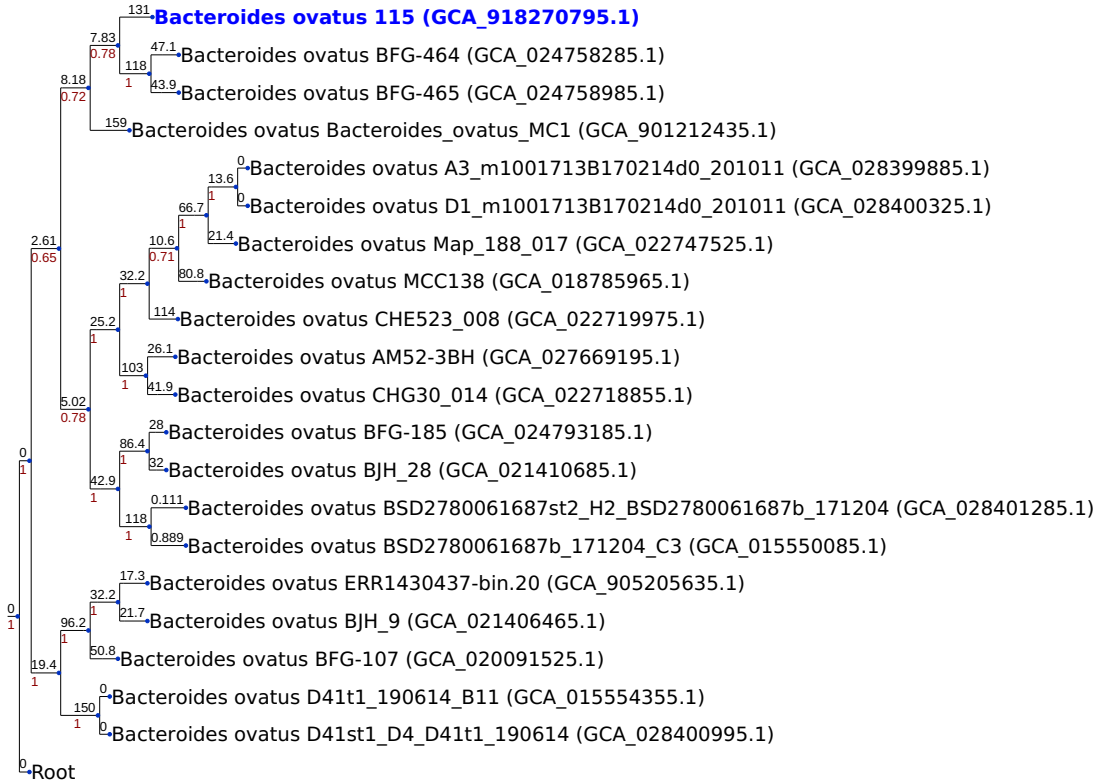 131 Bacteroides ovatus 115 (GCA_918270795.1)
7.83
0.78
47.1 Bacteroides ovatus BFG-464 (GCA_024758285.1)
118
1
43.9 Bacteroides ovatus BFG-465 (GCA_024758985.1)
8.18
0.72
159 Bacteroides ovatus Bacteroides_ovatus_MC1 (GCA_901212435.1)
0 Bacteroides ovatus A3_m1001713B170214d0_201011 (GCA_028399885.1)
13.6
1
0 Bacteroides ovatus D1_m1001713B170214d0_201011 (GCA_028400325.1)
66.7
1
21.4 Bacteroides ovatus Map_188_017 (GCA_022747525.1)
2.61
0.65
10.6
0.71
80.8 Bacteroides ovatus MCC138 (GCA_018785965.1)
32.2
1
114 Bacteroides ovatus CHE523_008 (GCA_022719975.1)
25.2
1
26.1 Bacteroides ovatus AM52-3BH (GCA_027669195.1)
103
1
41.9 Bacteroides ovatus CHG30_014 (GCA_022718855.1)
5.02
0.78
28 Bacteroides ovatus BFG-185 (GCA_024793185.1)
86.4
1
0
1
32 Bacteroides ovatus BJH_28 (GCA_021410685.1)
42.9
1
0.111 Bacteroides ovatus BSD2780061687st2_H2_BSD2780061687b_171204 (GCA_028401285.1)
118
1
0.889 Bacteroides ovatus BSD2780061687b_171204_C3 (GCA_015550085.1)
17.3 Bacteroides ovatus ERR1430437-bin.20 (GCA_905205635.1)
32.2
1
0
1
21.7 Bacteroides ovatus BJH_9 (GCA_021406465.1)
96.2
1
50.8 Bacteroides ovatus BFG-107 (GCA_020091525.1)
19.4
1
0 Bacteroides ovatus D41t1_190614_B11 (GCA_015554355.1)
150
1
0 Bacteroides ovatus D41st1_D4_D41t1_190614 (GCA_028400995.1)
0 Root